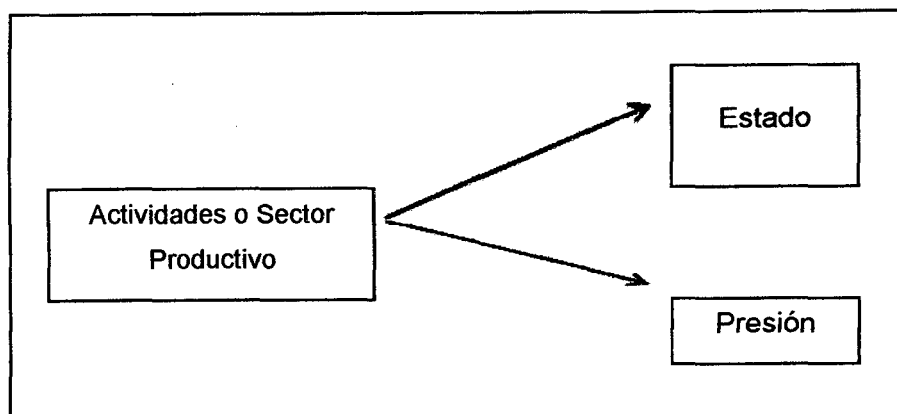 Estado
Actividades o Sector
Productivo
Presión